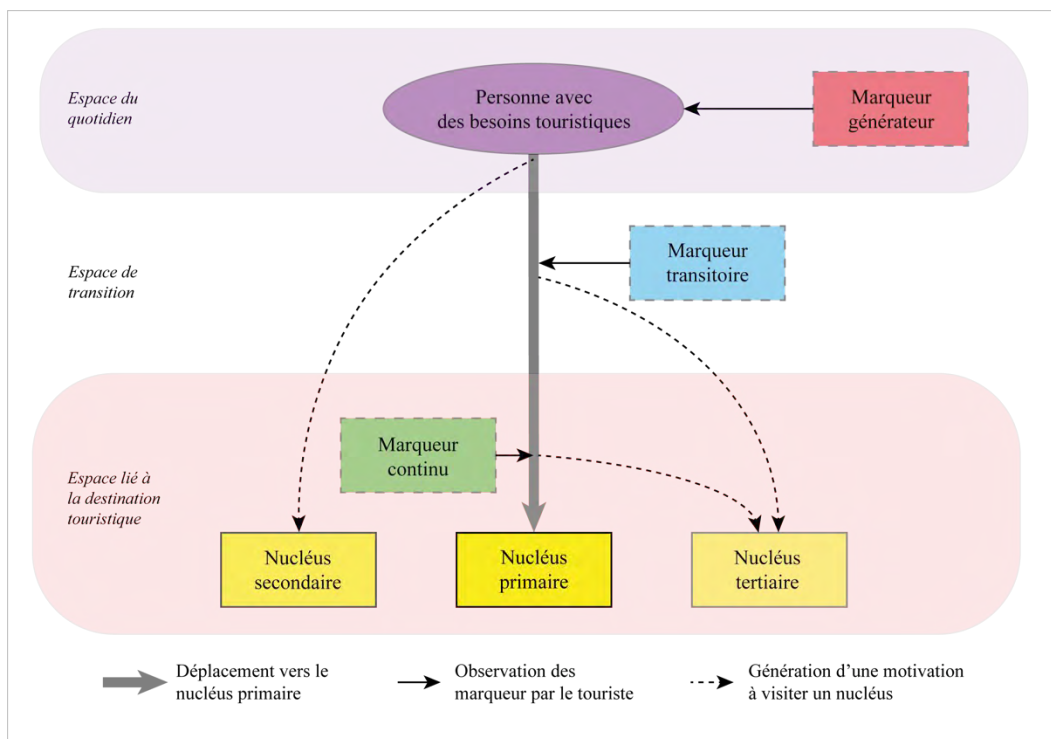 Espace du
quotidien
Personne avec
des besoins touristiques
Marqueur
générateur
Espace de
transition
Marqueur
transitoire
Marqueur
continu
Espace lié à
la destination
touristique
Nucléus
secondaire
Nucléus
primaire
Nucléus
tertiaire
Déplacement vers le
nucléus primaire
Observation des
marqueur par le touriste
Génération d’une motivation
à visiter un nucléus